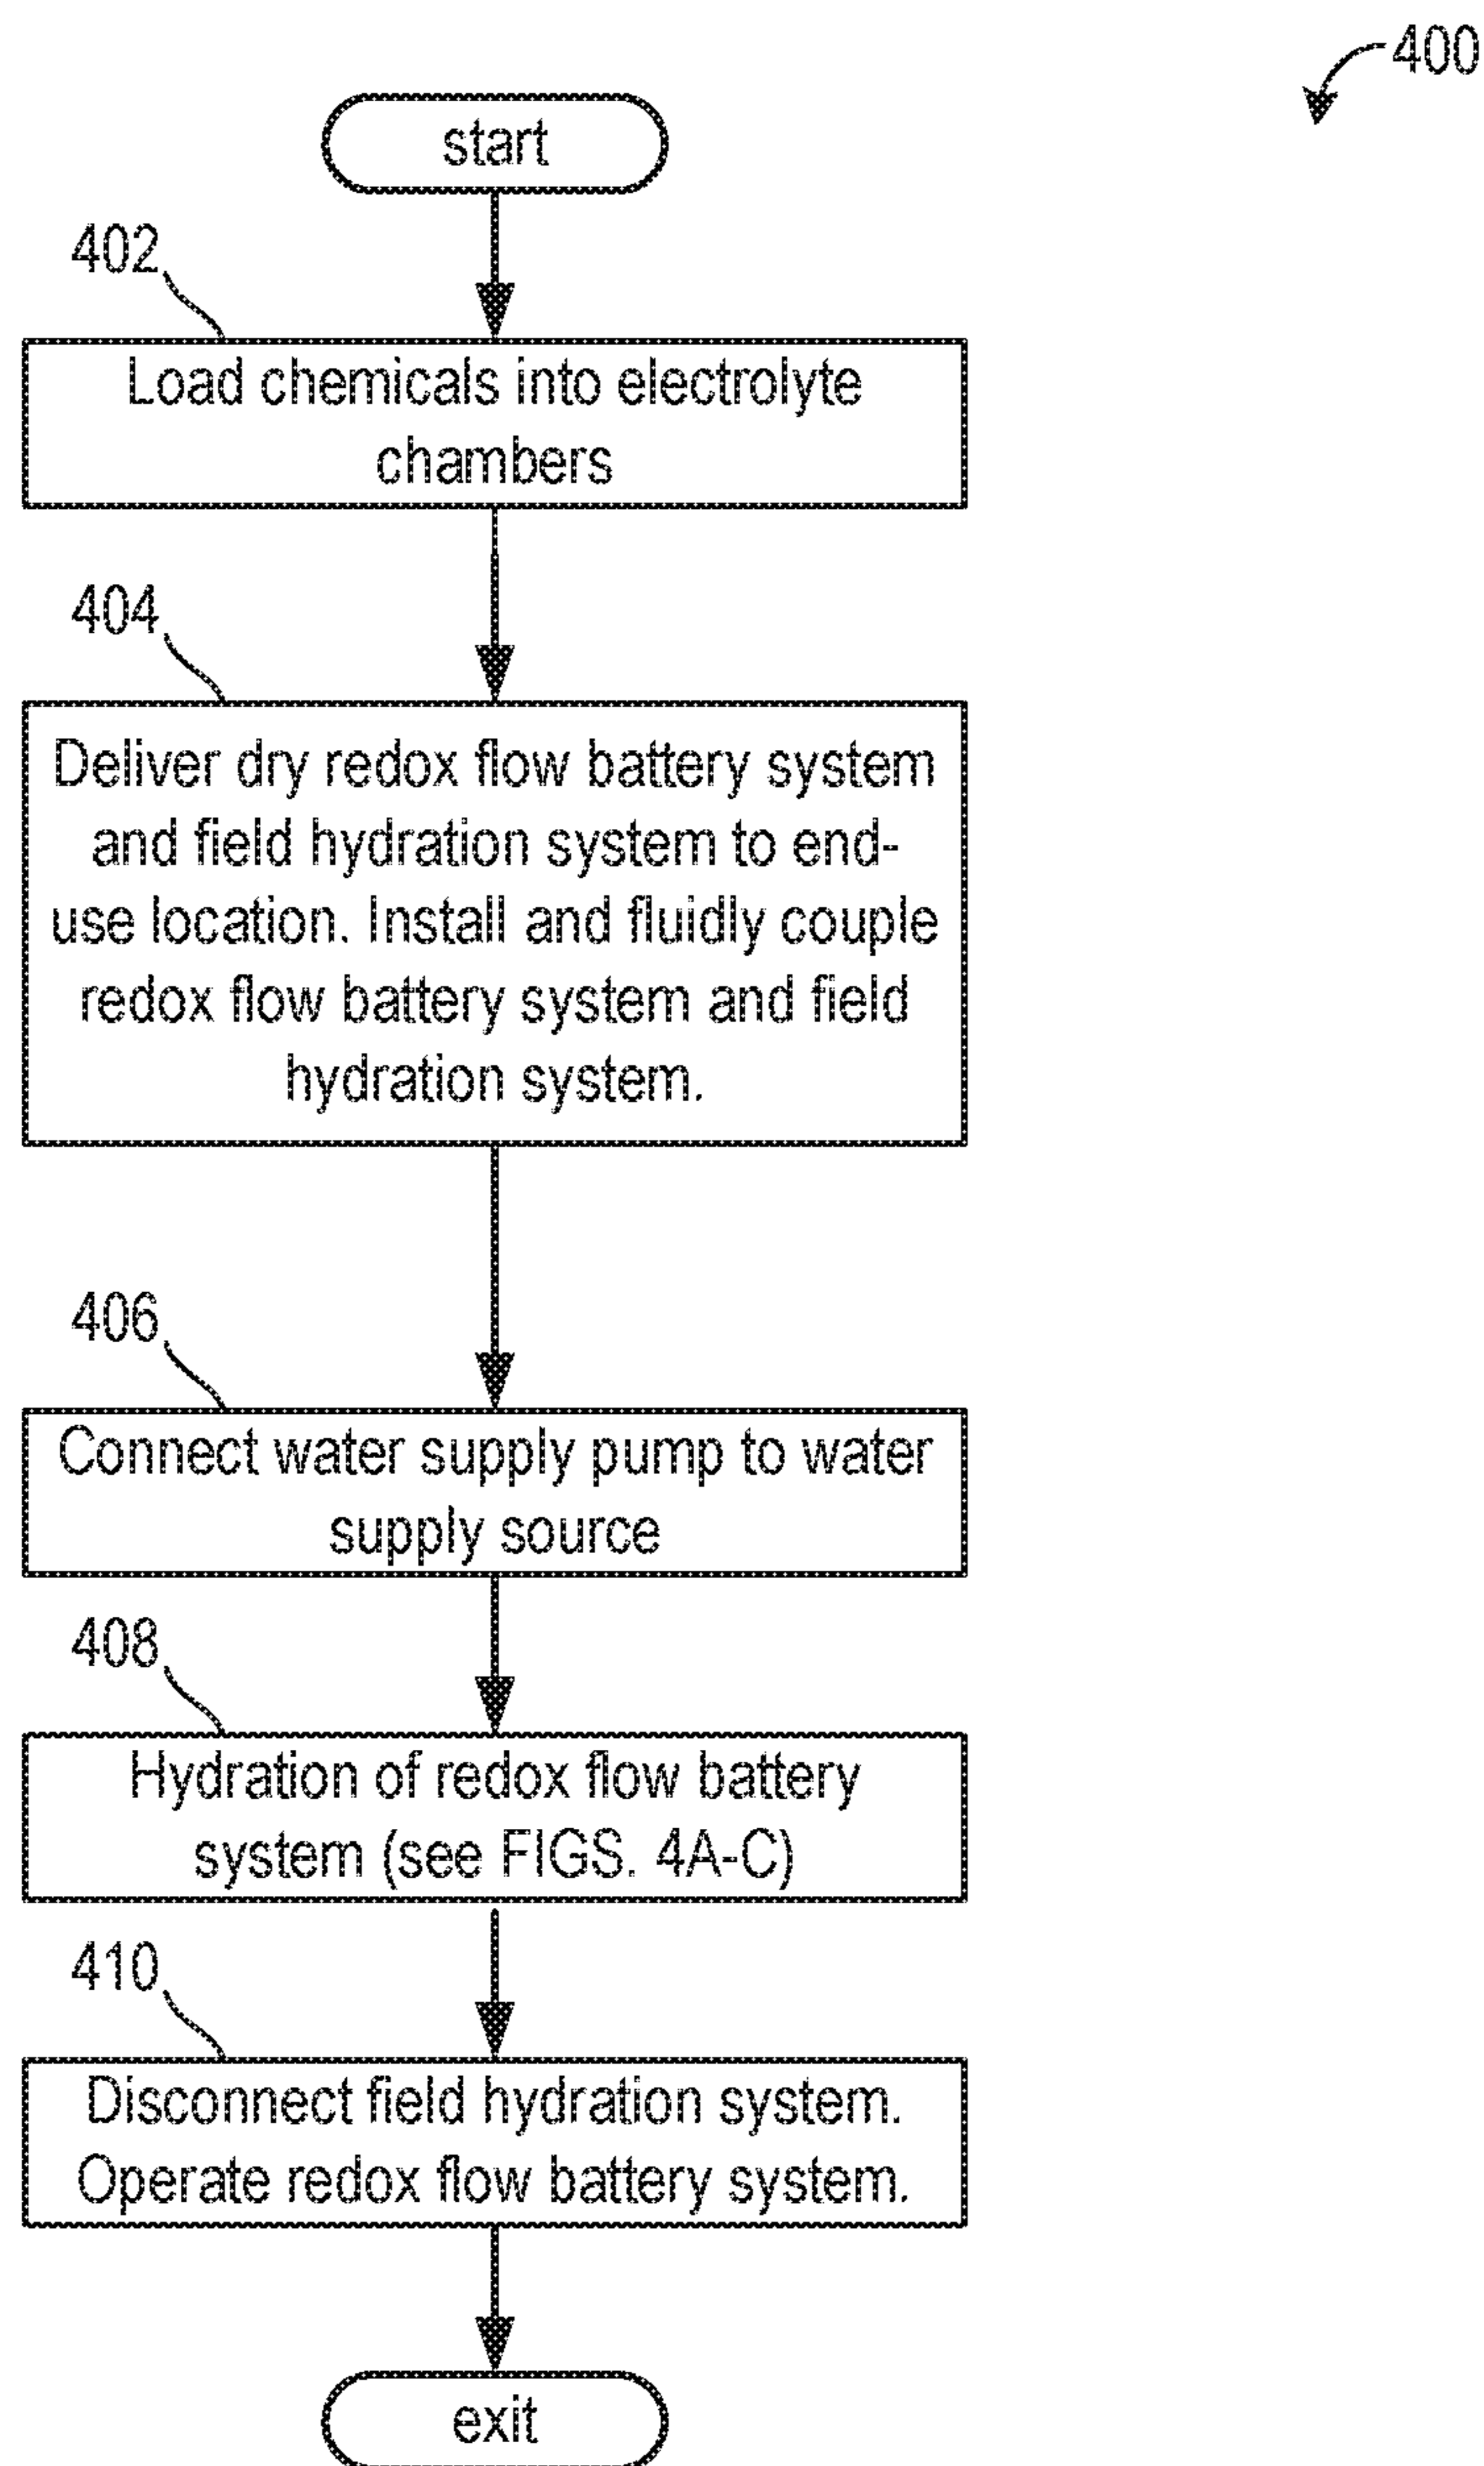 400
start
402
Load chemicals into electrolyte
chambers
404
Deliver dry redox flow battery system
and field hydration system to end-
use location. Install and fluidly couple
redox flow battery system and field
hydration system.
406
Connect water supply pump to water
supply source
408
Hydration of redox flow battery
system (see FIGS. 4A-C)
410
Disconnect field hydration system.
Operate redox flow battery system.
exit